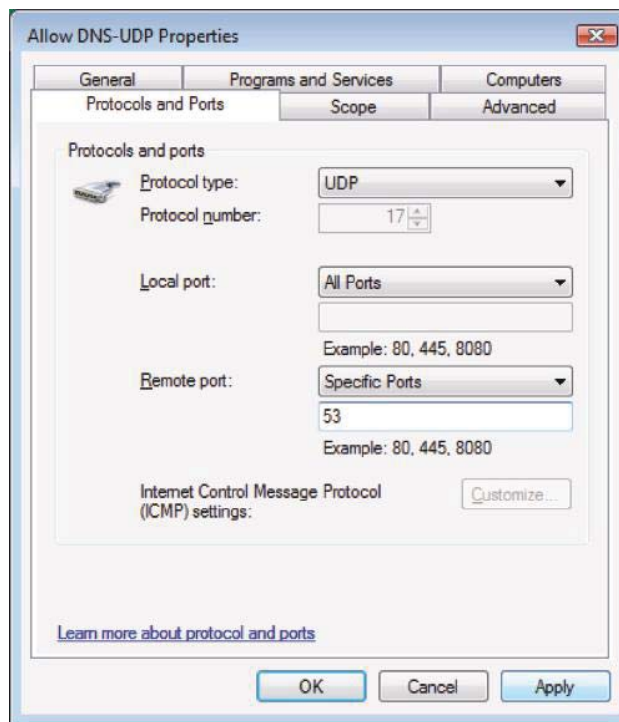 Allow DNS-UDP Properties
General Programs and Services Computers
Protocols and Ports Scope Advanced
Protocols and ports
Protocol type: UDP
Protocol number: 17
Local port: All Ports
Example: 80, 445, 8080
Remote port: Specific Ports
53
Example: 80, 445, 8080
Internet Control Message Protocol Customize...
(ICMP) settings:
Learn more about protocol and ports
OK Cancel Apply